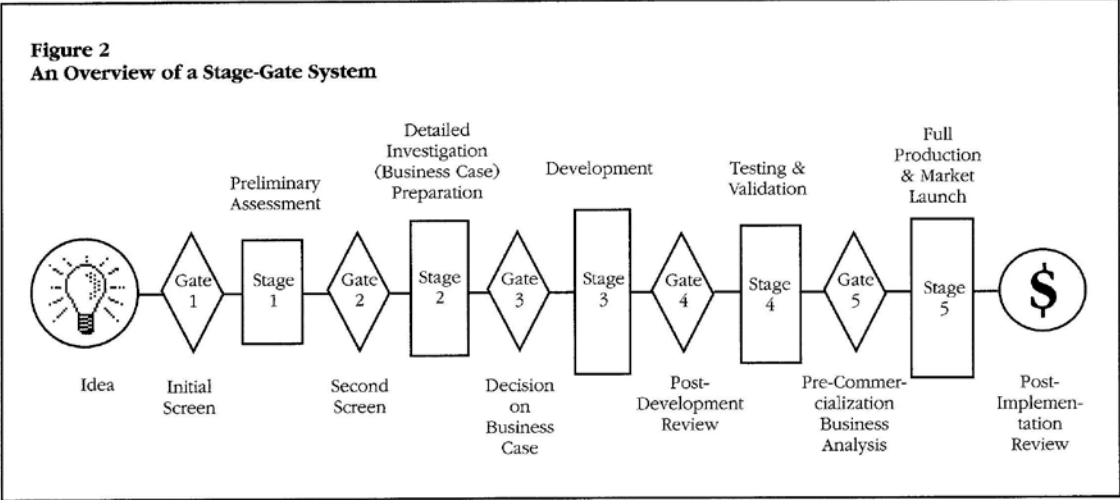 Figure 2
An Overview of a Stage-Gate System
Preliminary
Assessment
Detailed
Investigation
(Business Case)
Preparation
Development
Testing &
Validation
Full
Production
& Market
Launch
Gate
1
Stage
1
Gate
2
Stage
2
Gate
3
Stage
3
Gate
4
Stage
4
Gate
5
Stage
5
$
Idea
Initial
Screen
Second
Screen
Decision
on
Business
Case
Post-
Development
Review
Pre-Commer-
cialization
Business
Analysis
Post-
Implemen-
tation
Review